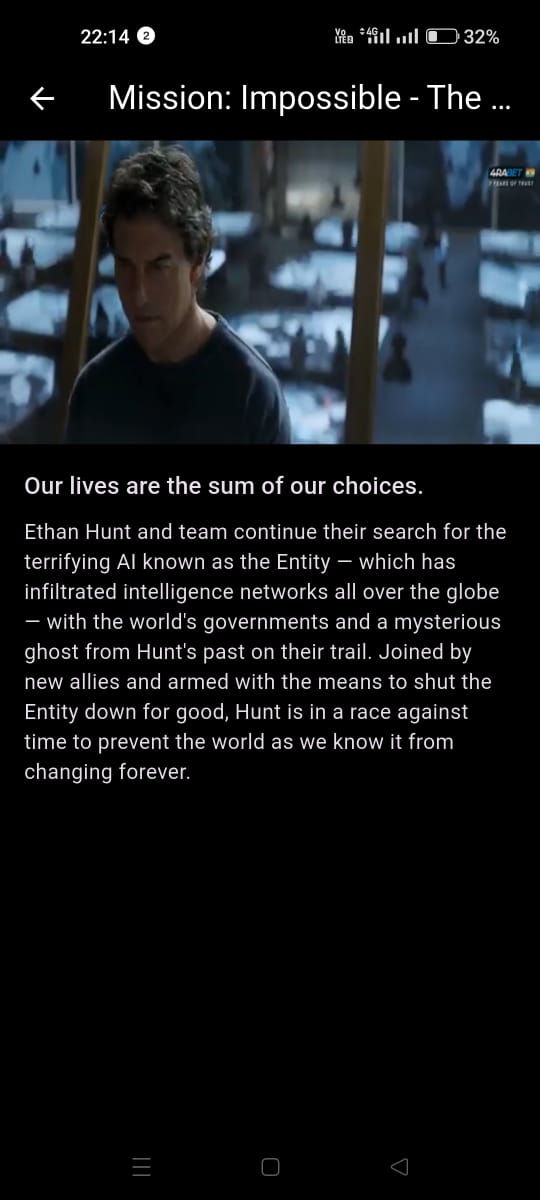 22:14 2 Vo LTE2 4G 32%
Mission: Impossible - The ...
4RABET
7 YEARS OF TRUST
Our lives are the sum of our choices.
Ethan Hunt and team continue their search for the
terrifying AI known as the Entity — which has
infiltrated intelligence networks all over the globe
— with the world's governments and a mysterious
ghost from Hunt's past on their trail. Joined by
new allies and armed with the means to shut the
Entity down for good, Hunt is in a race against
time to prevent the world as we know it from
changing forever.